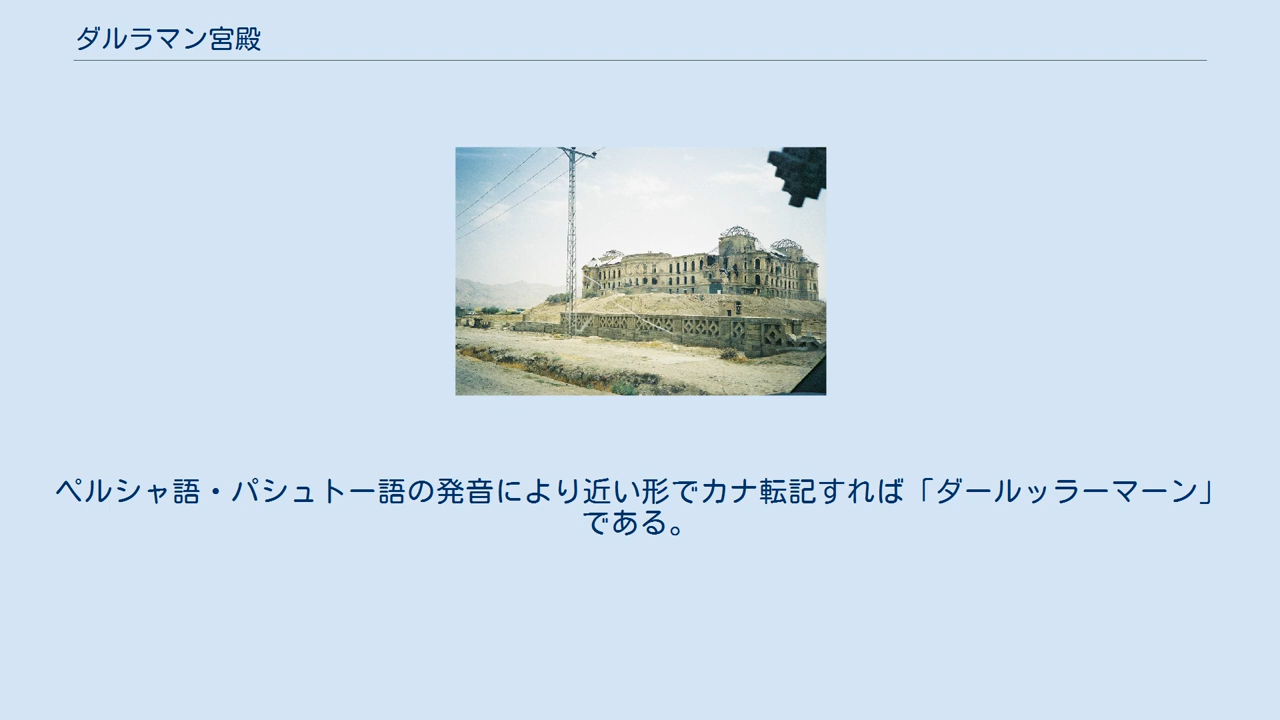 ダルラマン宮殿
ペルシャ語・パシュトー語の発音により近い形でカナ転記すれば「ダールッラーマーン」
である。